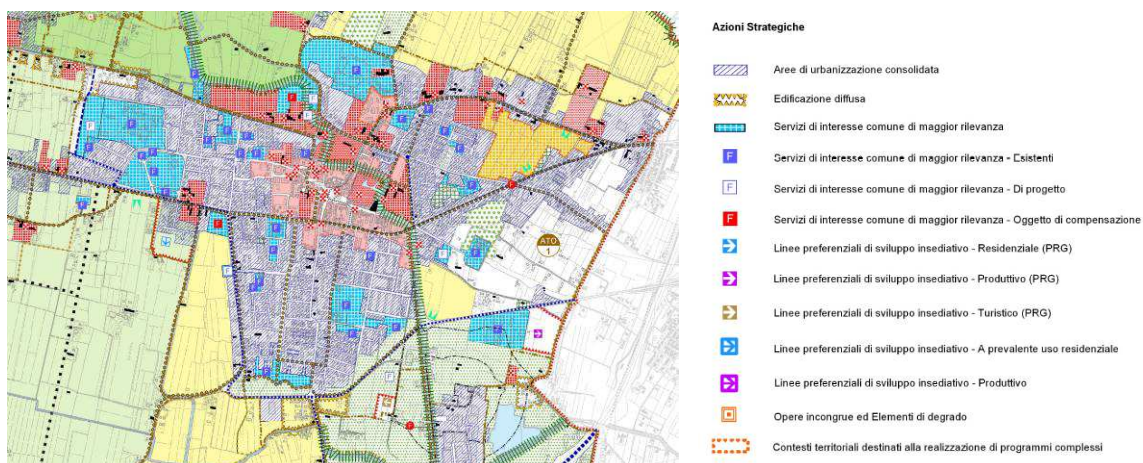 Azioni Strategiche
Aree di urbanizzazione consolidata
Edificazione diffusa
Servizi di interesse comune di maggior rilevanza
F Servizi di interesse comune di maggior rilevanza - Esistenti
F Servizi di interesse comune di maggior rilevanza - Di progetto
F Servizi di interesse comune di maggior rilevanza - Oggetto di compensazione
Linee preferenziali di sviluppo insediativo - Residenziale (PRG)
Linee preferenziali di sviluppo insediativo - Produttivo (PRG)
Linee preferenziali di sviluppo insediativo - Turistico (PRG)
Linee preferenziali di sviluppo insediativo - A prevalente uso residenziale
Linee preferenziali di sviluppo insediativo - Produttivo
Opere incongrue ed Elementi di degrado
Contesti territoriali destinati alla realizzazione di programmi complessi
ATO
1